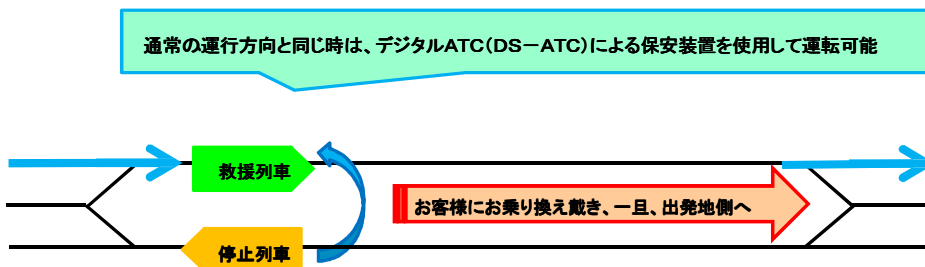 通常の運行方向と同じ時は、デジタルATC（DS－ATC）による保安装置を使用して運転可能
救援列車
お客様にお乗り換え戴き、一旦、出発地側へ
停止列車